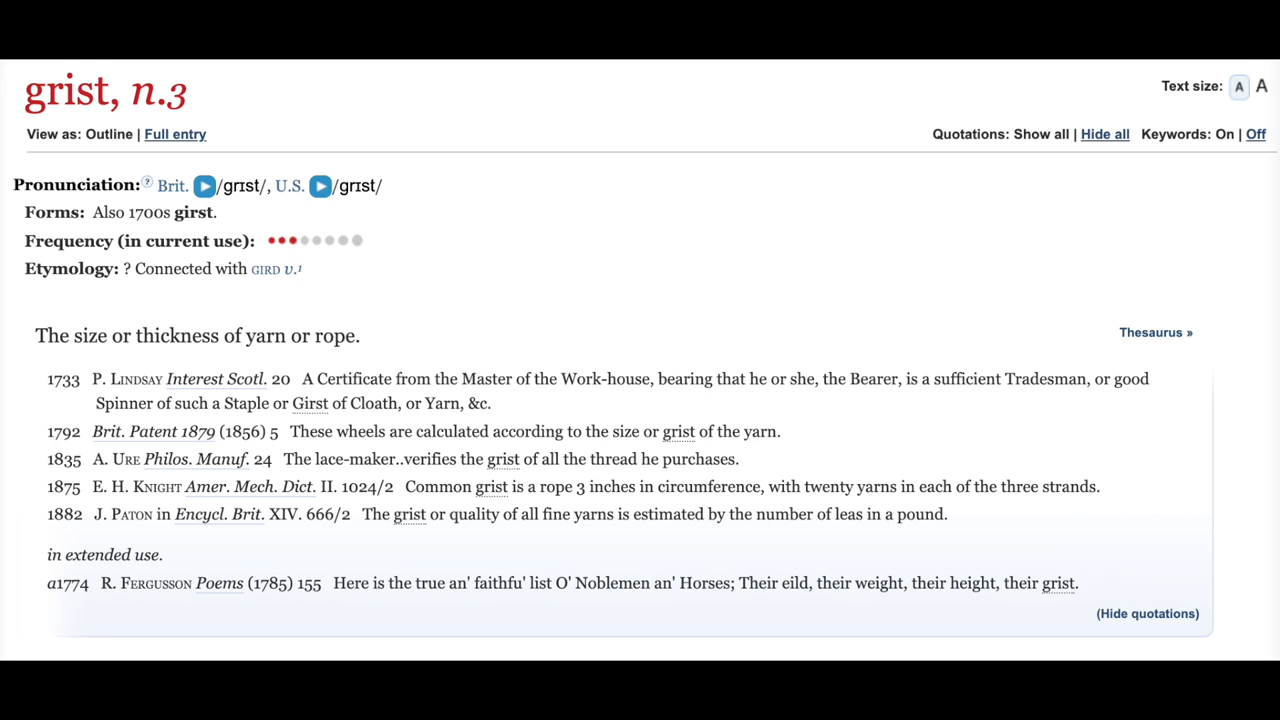 grist, n.3
Text size: A A
View as: Outline | Full entry
Quotations: Show all | Hide all Keywords: On | Off
Pronunciation:? Brit. /grɪst/, U.S. /grɪst/
Forms: Also 1700s girst.
Frequency (in current use):
Etymology: ? Connected with GIRD v.1
The size or thickness of yarn or rope.
Thesaurus »
1733 P. LINDSAY Interest Scotl. 20 A Certificate from the Master of the Work-house, bearing that he or she, the Bearer, is a sufficient Tradesman, or good
Spinner of such a Staple or Girst of Cloath, or Yarn, &c.
1792 Brit. Patent 1879 (1856) 5 These wheels are calculated according to the size or grist of the yarn.
1835 A. URE Philos. Manuf. 24 The lace-maker..verifies the grist of all the thread he purchases.
1875 E. H. KNIGHT Amer. Mech. Dict. II. 1024/2 Common grist is a rope 3 inches in circumference, with twenty yarns in each of the three strands.
1882 J. PATON in Encycl. Brit. XIV. 666/2 The grist or quality of all fine yarns is estimated by the number of leas in a pound.
in extended use.
a1774 R. FERGUSSON Poems (1785) 155 Here is the true an' faithfu' list O' Noblemen an' Horses; Their eild, their weight, their height, their grist.
(Hide quotations)